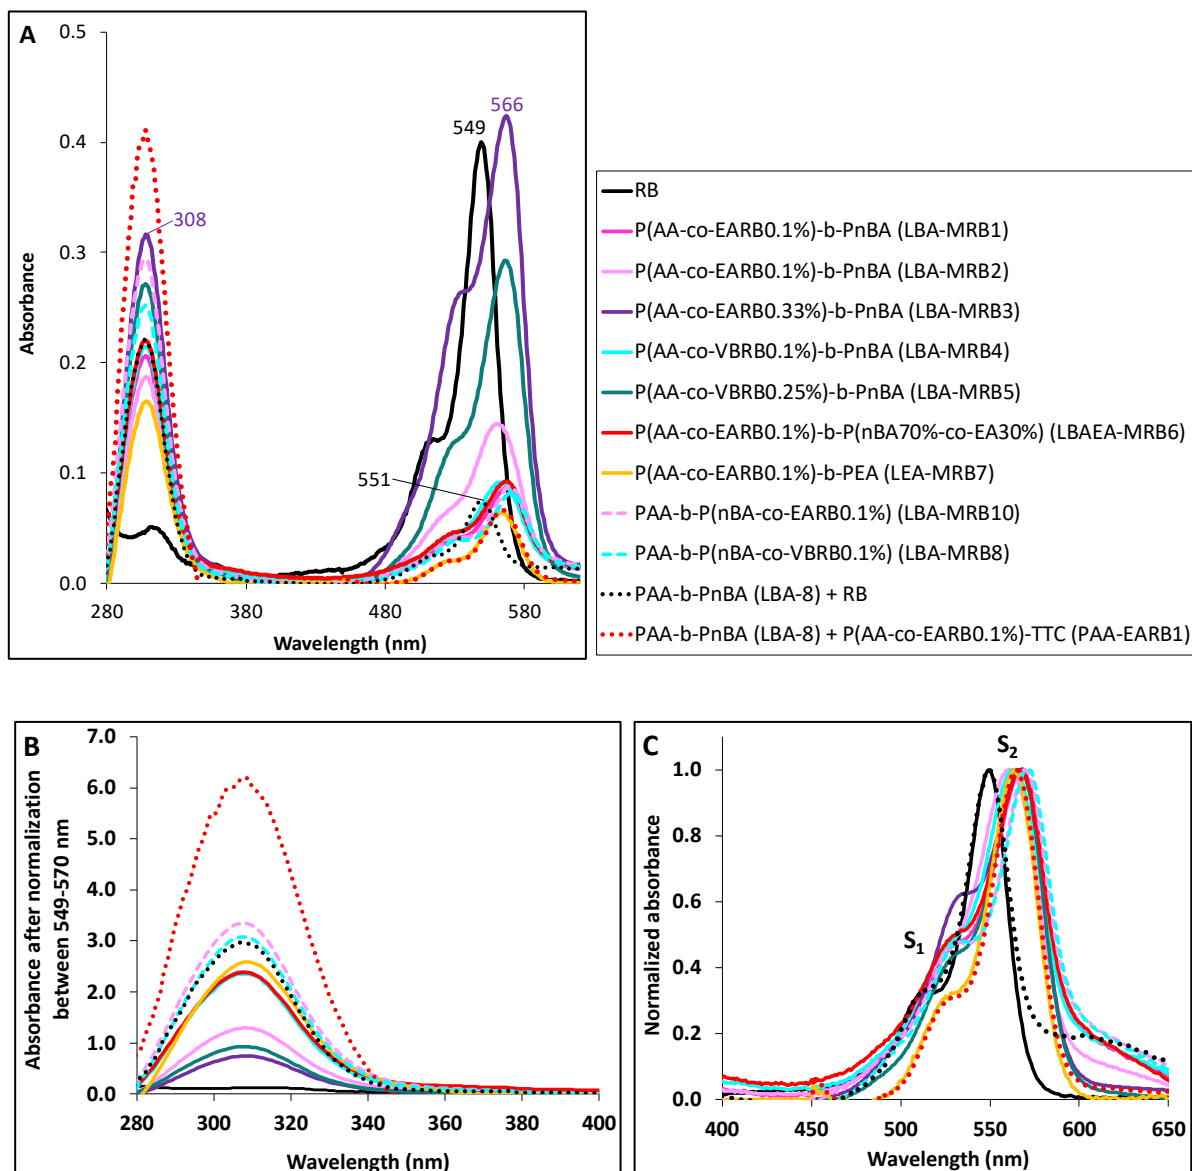 A
0.5
0.4
0.3
0.2
0.1
0.0
Absorbance
308
549
566
551
280
380
480
580
Wavelength (nm)
RB
P(AA-co-EARB0.1%)-b-PnBA (LBA-MRB1)
P(AA-co-EARB0.1%)-b-PnBA (LBA-MRB2)
P(AA-co-EARB0.33%)-b-PnBA (LBA-MRB3)
P(AA-co-VBRB0.1%)-b-PnBA (LBA-MRB4)
P(AA-co-VBRB0.25%)-b-PnBA (LBA-MRB5)
P(AA-co-EARB0.1%)-b-P(nBA70%-co-EA30%) (LBAEA-MRB6)
P(AA-co-EARB0.1%)-b-PEA (LEA-MRB7)
PAA-b-P(nBA-co-EARB0.1%) (LBA-MRB10)
PAA-b-P(nBA-co-VBRB0.1%) (LBA-MRB8)
PAA-b-PnBA (LBA-8) + RB
PAA-b-PnBA (LBA-8) + P(AA-co-EARB0.1%)-TTC (PAA-EARB1)
B
7.0
6.0
5.0
4.0
3.0
2.0
1.0
0.0
Absorbance after normalization
between 549-570 nm
280
300
320
340
360
380
400
Wavelength (nm)
C
S1
S2
1.0
0.8
0.6
0.4
0.2
0.0
Normalized absorbance
400
450
500
550
600
650
Wavelength (nm)